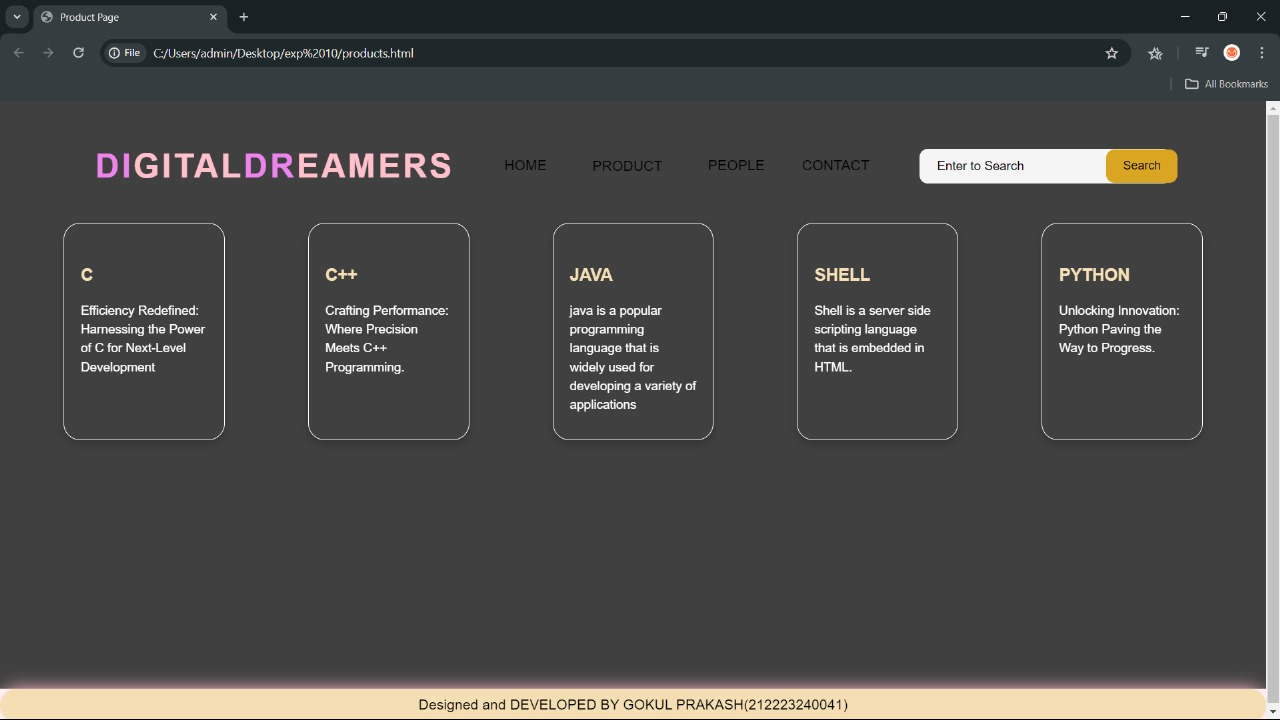 Product Page
File C:/Users/admin/Desktop/exp%2010/products.html
All Bookmarks
DIGITALDREAMERS HOME PRODUCT PEOPLE CONTACT Enter to Search Search
C
Efficiency Redefined:
Harnessing the Power
of C for Next-Level
Development
C++
Crafting Performance:
Where Precision
Meets C++
Programming.
JAVA
java is a popular
programming
language that is
widely used for
developing a variety of
applications
SHELL
Shell is a server side
scripting language
that is embedded in
HTML.
PYTHON
Unlocking Innovation:
Python Paving the
Way to Progress.
Designed and DEVELOPED BY GOKUL PRAKASH(212223240041)